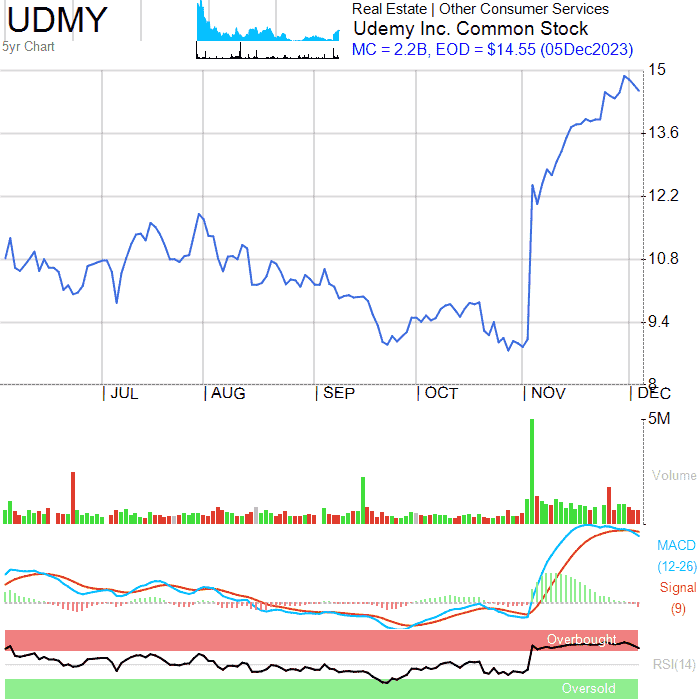 UDMY
5yr Chart
Real Estate | Other Consumer Services
Udemy Inc. Common Stock
MC = 2.2B, EOD = $14.55 (05Dec2023)
15
13.6
12.2
10.8
9.4
8
| JUL | AUG | SEP | OCT | NOV | DEC
5M
Volume
MACD
(12-26)
Signal
(9)
Overbought
RSI(14)
Oversold